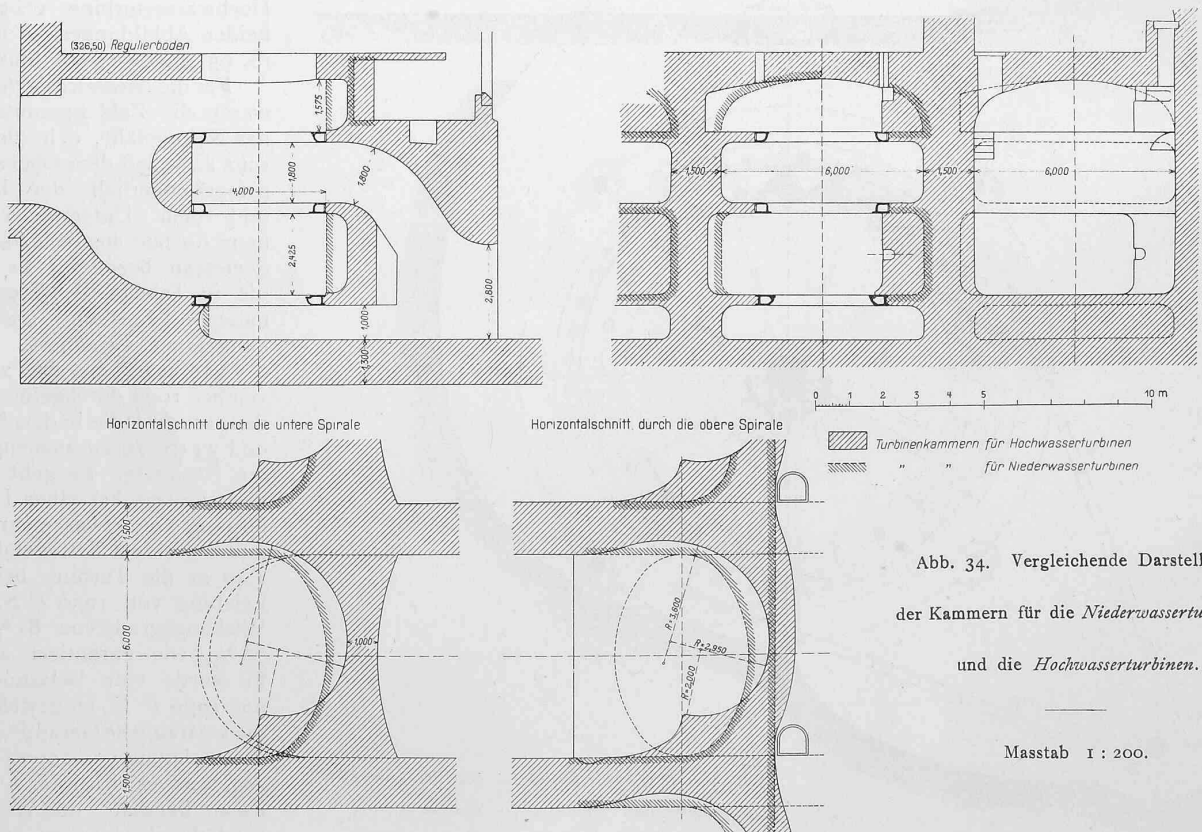 (326,50) Regulierboden
1,575
1,800
1,800
4,000
2,425
2,800
1,000
1,300
1,500
6,000
1,500
6,000
0 1 2 3 4 5 10 m
Turbinenkammern für Hochwasserturbinen
" " für Niederwasserturbinen
Horizontalschnitt durch die untere Spirale
1,500
6,000
1,000
1,500
Horizontalschnitt durch die obere Spirale
R=3,600
R=2,950
R=2,000
Abb. 34. Vergleichende Darstell
der Kammern für die Niederwassertu
und die Hochwasserturbinen.
Masstab 1 : 200.